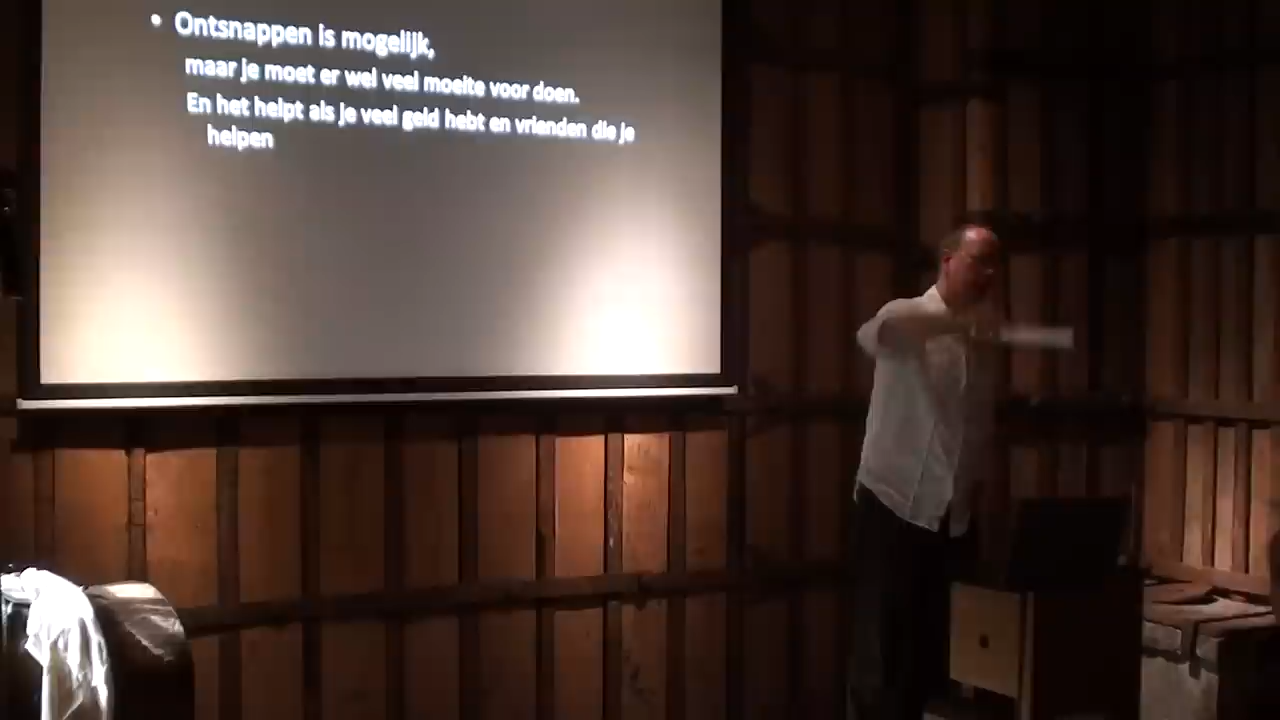 • Ontsnappen is mogelijk,
maar je moet er wel veel moeite voor doen.
En het helpt als je veel geld hebt en vrienden die je
helpen